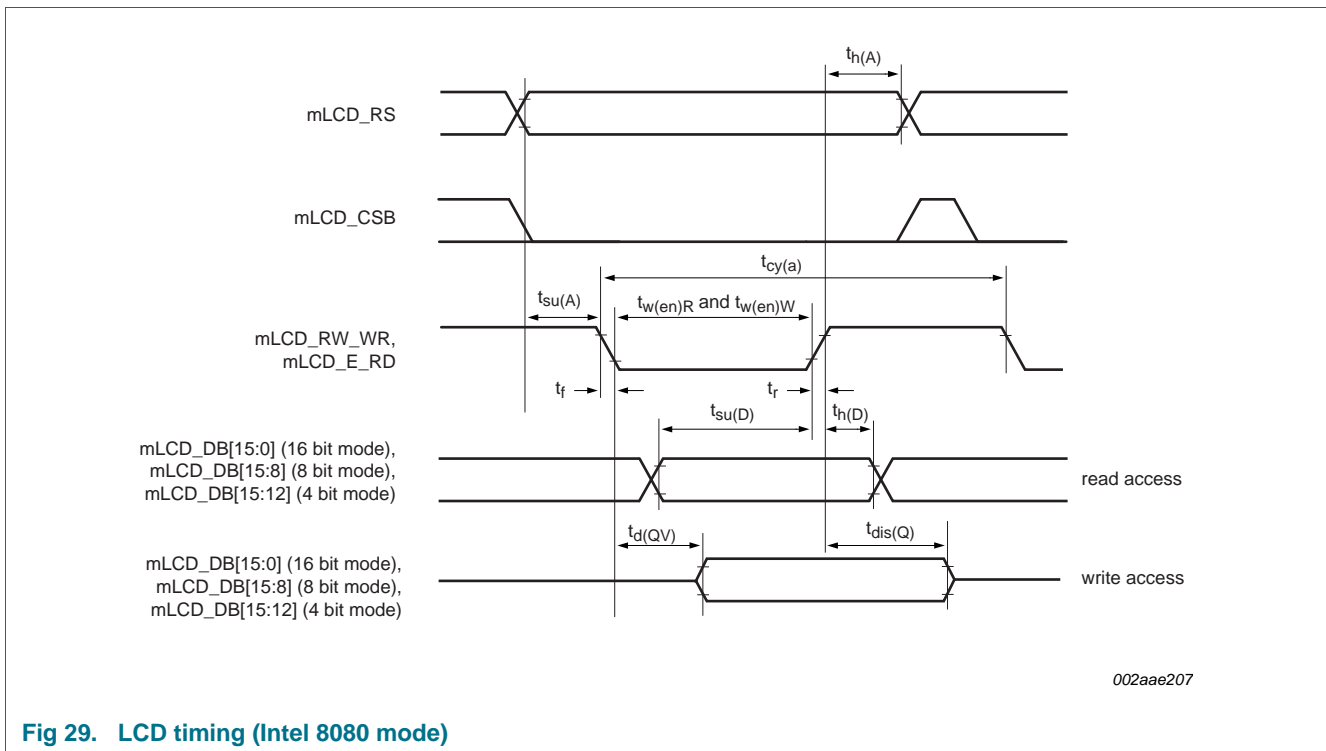 th(A)
mLCD_RS
mLCD_CSB
tcy(a)
tsu(A)
tw(en)R and tw(en)W
mLCD_RW_WR,
mLCD_E_RD
tf
tr
tsu(D)
th(D)
mLCD_DB[15:0] (16 bit mode),
mLCD_DB[15:8] (8 bit mode),
mLCD_DB[15:12] (4 bit mode)
read access
td(QV)
tdis(Q)
mLCD_DB[15:0] (16 bit mode),
mLCD_DB[15:8] (8 bit mode),
mLCD_DB[15:12] (4 bit mode)
write access
002aae207
Fig 29. LCD timing (Intel 8080 mode)